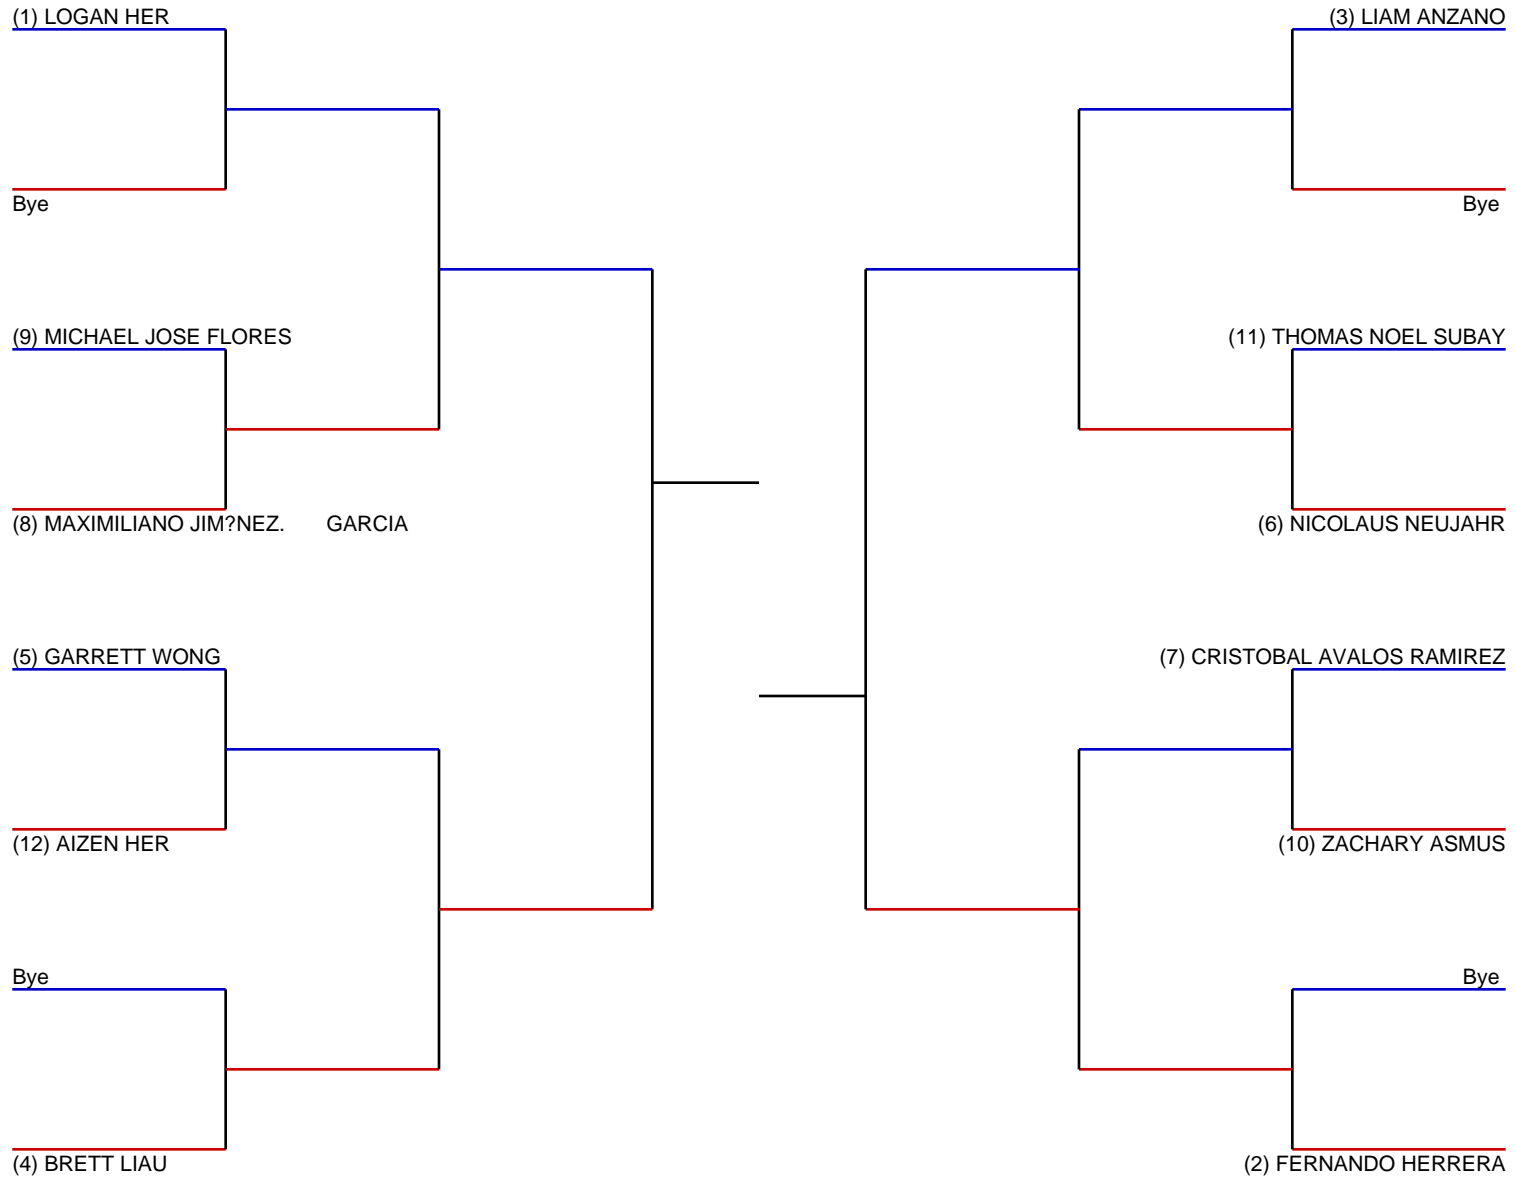 (1) LOGAN HER
Bye
(9) MICHAEL JOSE FLORES
(8) MAXIMILIANO JIM?NEZ. GARCIA
(5) GARRETT WONG
(12) AIZEN HER
Bye
(4) BRETT LIAU
(3) LIAM ANZANO
Bye
(11) THOMAS NOEL SUBAY
(6) NICOLAUS NEUJAHR
(7) CRISTOBAL AVALOS RAMIREZ
(10) ZACHARY ASMUS
Bye
(2) FERNANDO HERRERA